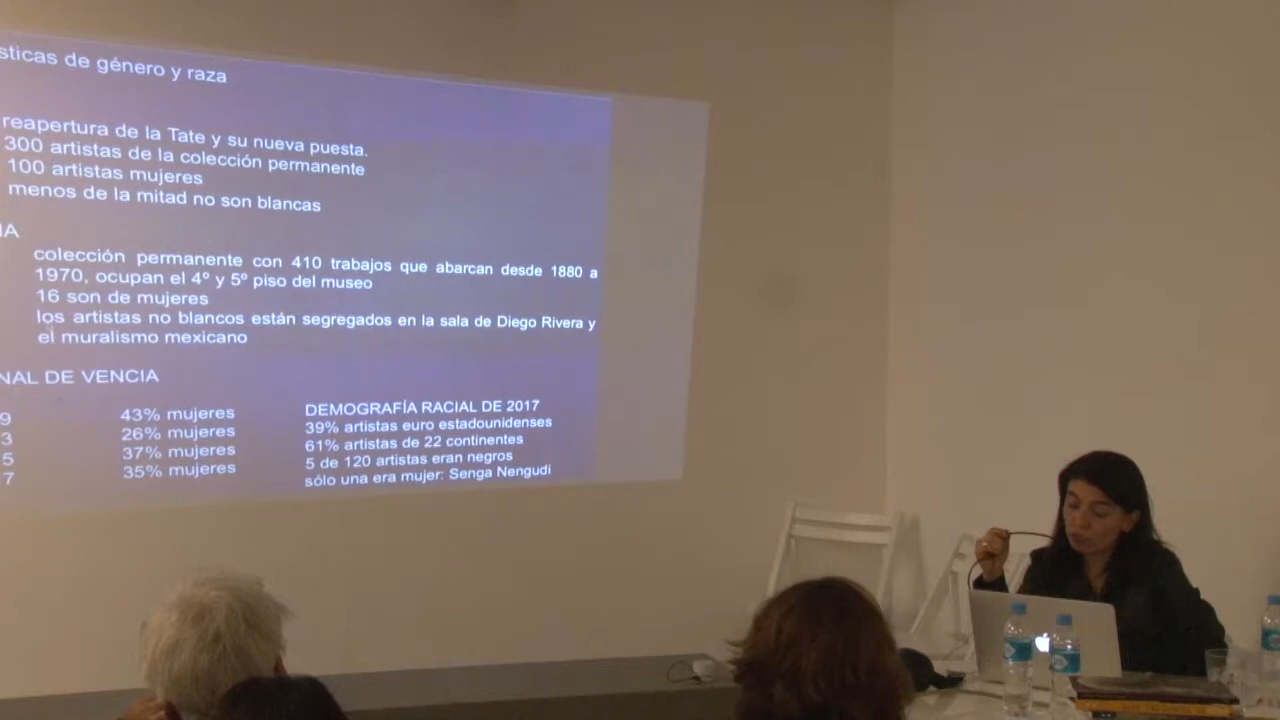 sticas de género y raza
reapertura de la Tate y su nueva puesta.
300 artistas de la colección permanente
100 artistas mujeres
menos de la mitad no son blancas
IA
colección permanente con 410 trabajos que abarcan desde 1880 a
1970, ocupan el 4º y 5º piso del museo
16 son de mujeres
los artistas no blancos están segregados en la sala de Diego Rivera y
el muralismo mexicano
NAL DE VENCIA
9 43% mujeres
3 26% mujeres
5 37% mujeres
7 35% mujeres
DEMOGRAFÍA RACIAL DE 2017
39% artistas euro estadounidenses
61% artistas de 22 continentes
5 de 120 artistas eran negros
sólo una era mujer: Senga Nengudi